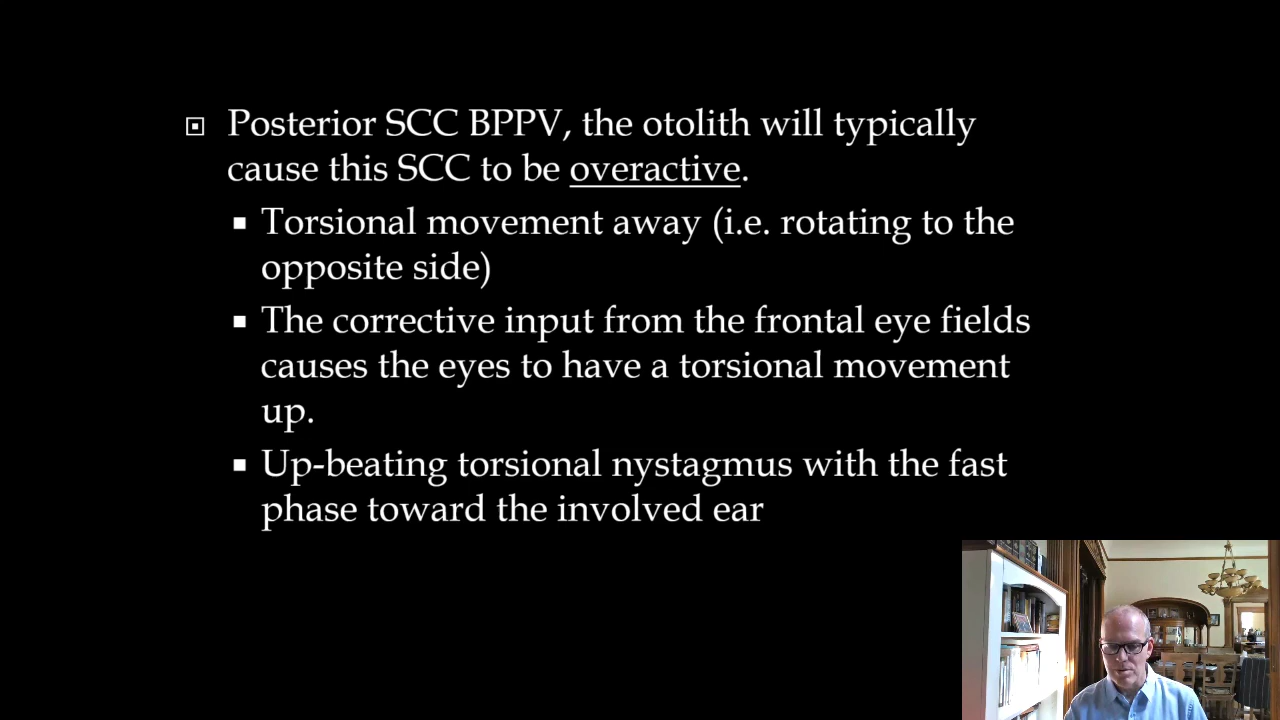 Posterior SCC BPPV, the otolith will typically
cause this SCC to be overactive.
Torsional movement away (i.e. rotating to the
opposite side)
The corrective input from the frontal eye fields
causes the eyes to have a torsional movement
up.
Up-beating torsional nystagmus with the fast
phase toward the involved ear